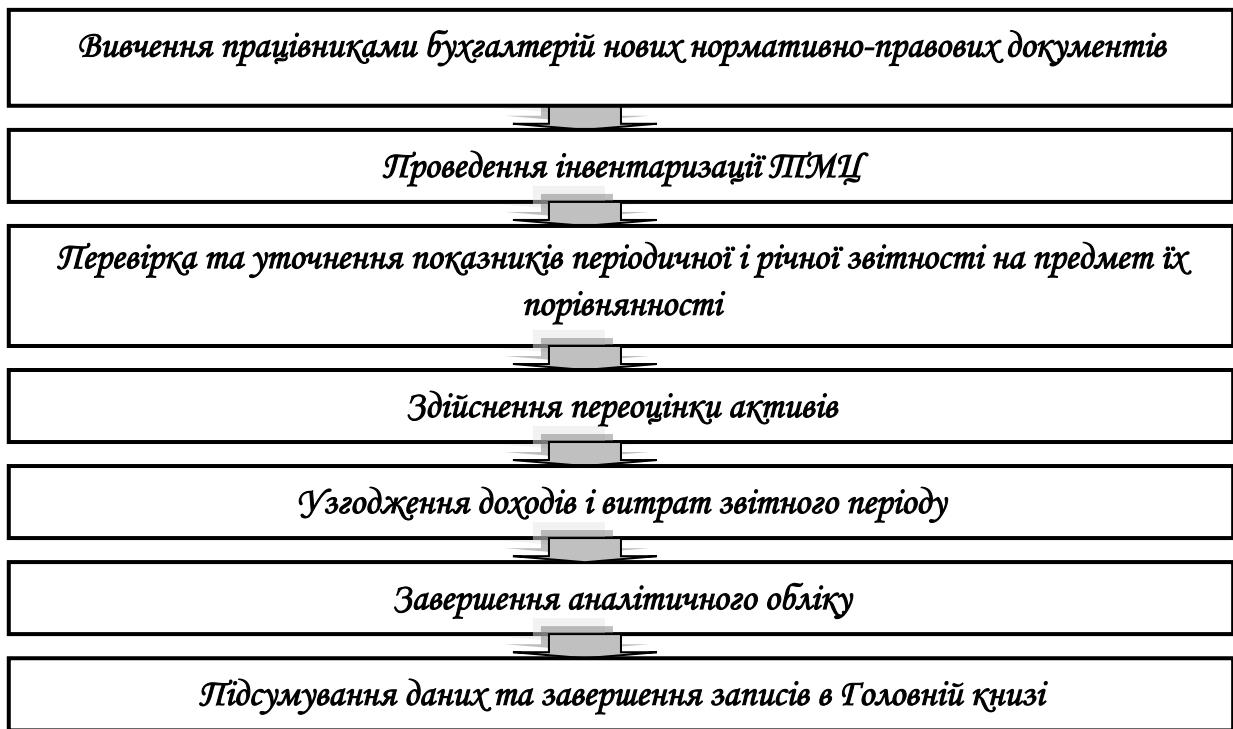 Вивчення працівниками бухгалтерій нових нормативно-правових документів
Проведення інвентаризації ТМЦ
Перевірка та уточнення показників періодичної і річної звітності на предмет їх
порівнянності
Здійснення переоцінки активів
Узгодження доходів і витрат звітного періоду
Завершення аналітичного обліку
Підсумування даних та завершення записів в Головній книзі